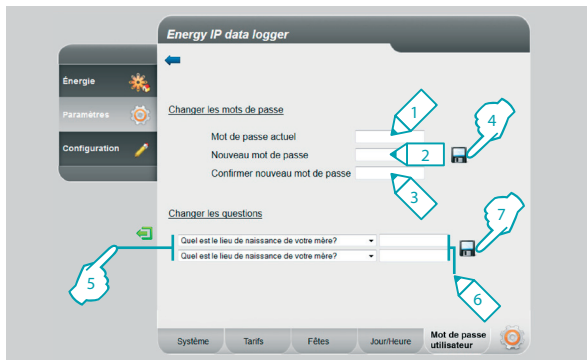 Energy IP data logger
Énergie
Paramètres
Configuration
Changer les mots de passe
Mot de passe actuel
Nouveau mot de passe
Confirmer nouveau mot de passe
1
2
3
4
Changer les questions
Quel est le lieu de naissance de votre mère?
Quel est le lieu de naissance de votre mère?
5
6
7
Système
Tarifs
Fêtes
Jour/Heure
Mot de passe
utilisateur